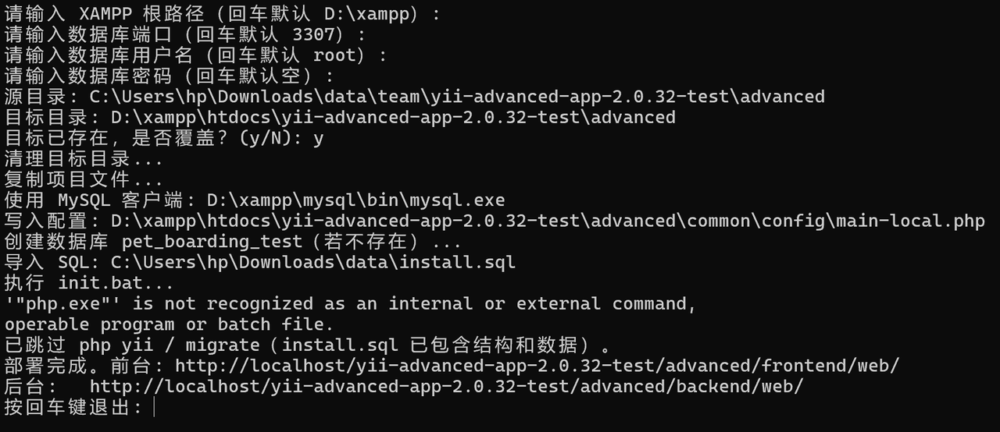 请输入 XAMPP 根路径（回车默认 D:\xampp）:
请输入数据库端口（回车默认 3307）:
请输入数据库用户名（回车默认 root）:
请输入数据库密码（回车默认空）:
源目录: C:\Users\hp\Downloads\data\team\yii-advanced-app-2.0.32-test\advanced
目标目录: D:\xampp\htdocs\yii-advanced-app-2.0.32-test\advanced
目标已存在，是否覆盖？(y/N): y
清理目标目录...
复制项目文件...
使用 MySQL 客户端: D:\xampp\mysql\bin\mysql.exe
写入配置: D:\xampp\htdocs\yii-advanced-app-2.0.32-test\advanced\common\config\main-local.php
创建数据库 pet_boarding_test（若不存在）...
导入 SQL: C:\Users\hp\Downloads\data\install.sql
执行 init.bat...
'"php.exe"' is not recognized as an internal or external command,
operable program or batch file.
已跳过 php yii / migrate（install.sql 已包含结构和数据）。
部署完成。前台: http://localhost/yii-advanced-app-2.0.32-test/advanced/frontend/web/
后台:   http://localhost/yii-advanced-app-2.0.32-test/advanced/backend/web/
按回车键退出: